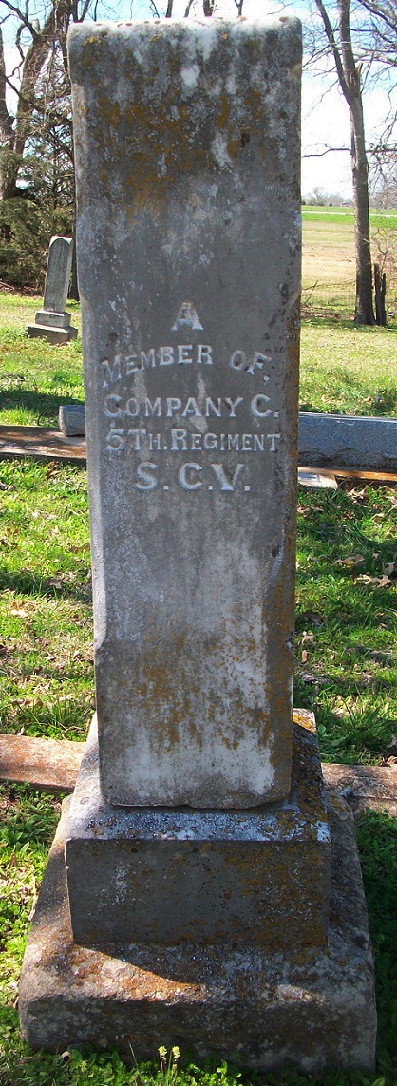 A
MEMBER OF.
COMPANY C.
5TH. REGIMENT
S.C.V.